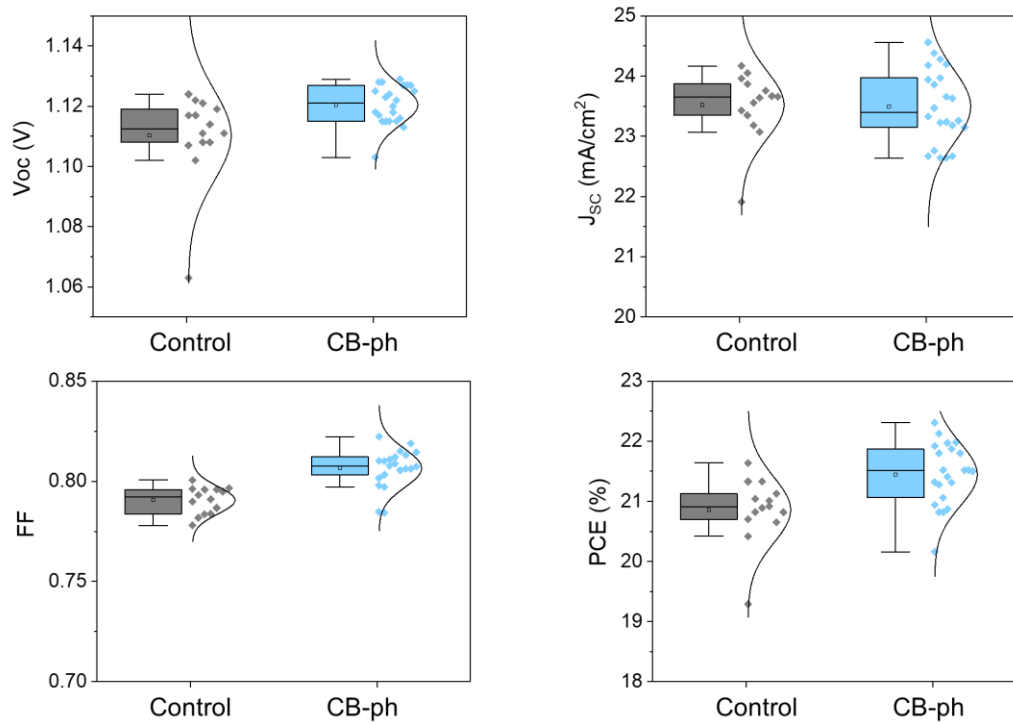 Voc (V)
1.14
1.12
1.10
1.08
1.06
Control
CB-ph
J_SC (mA/cm²)
25
24
23
22
21
20
Control
CB-ph
FF
0.85
0.80
0.75
0.70
Control
CB-ph
PCE (%)
23
22
21
20
19
18
Control
CB-ph